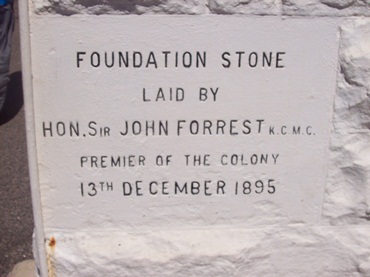 FOUNDATION STONE
LAID BY
HON. SIR JOHN FORREST K.C.M.G.
PREMIER OF THE COLONY
13TH DECEMBER 1895